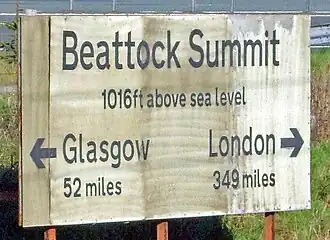 Beattock Summit
1016ft above sea level
Glasgow London
52 miles 349 miles